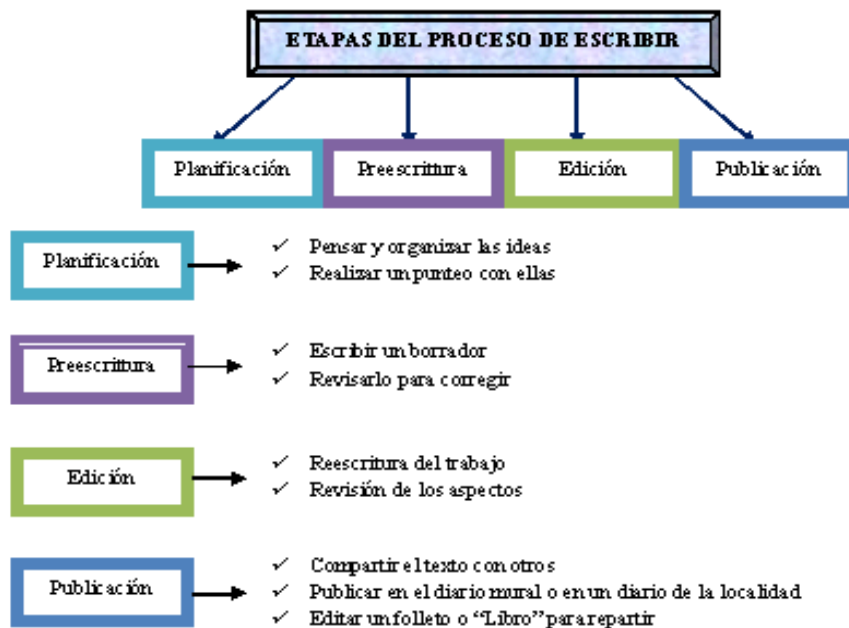 ETAPAS DEL PROCESO DE ESCRIBIR
Planificación
Preescrittura
Edición
Publicación
Planificación
✓ Pensar y organizar las ideas
✓ Realizar un punteo con ellas
Preescrittura
✓ Escribir un borrador
✓ Revisarlo para corregir
Edición
✓ Reescritura del trabajo
✓ Revisión de los aspectos
Publicación
✓ Compartir el texto con otros
✓ Publicar en el diario mural o en un diario de la localidad
✓ Editar un folleto o “Libro” para repartir